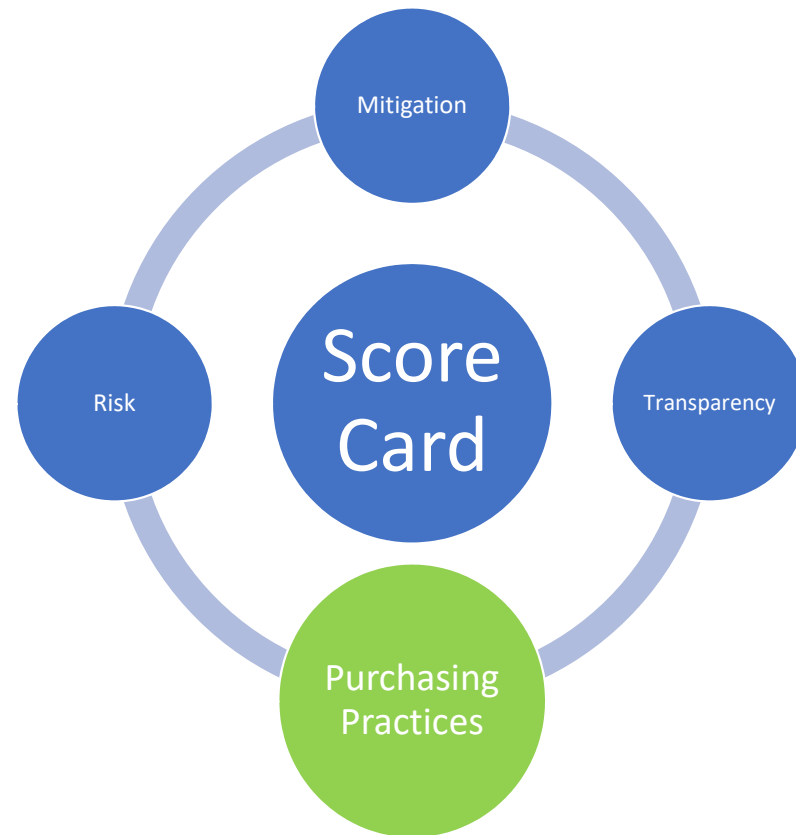 Mitigation
Risk
Score
Card
Transparency
Purchasing
Practices